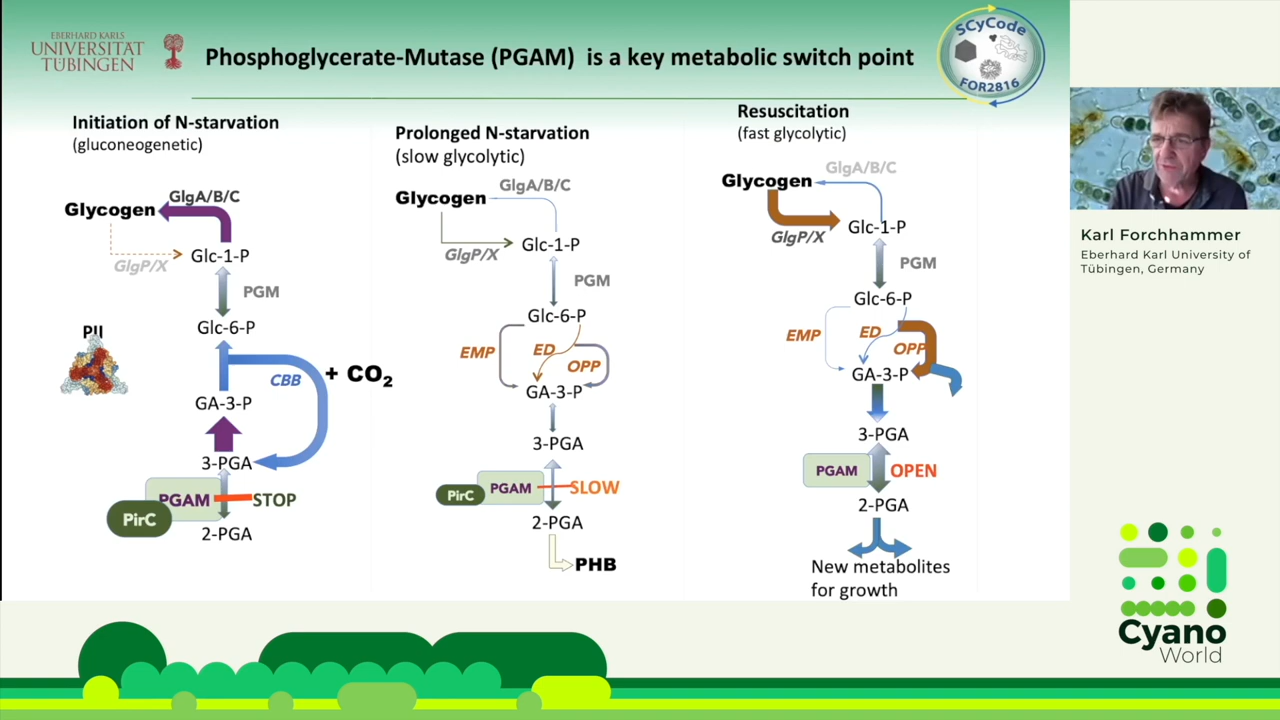 EBERHARD KARLS
UNIVERSITÄT
TÜBINGEN
Phosphoglycerate-Mutase (PGAM) is a key metabolic switch point
SCyCode
FOR2816
Initiation of N-starvation
(gluconeogenetic)
GlgA/B/C
Glycogen
Glc-1-P
GlgP/X
PGM
Glc-6-P
PII
CBB
+ CO2
GA-3-P
3-PGA
PGAM
STOP
PirC
2-PGA
Prolonged N-starvation
(slow glycolytic)
GlgA/B/C
Glycogen
Glc-1-P
GlgP/X
PGM
Glc-6-P
EMP
ED
OPP
GA-3-P
3-PGA
PGAM
SLOW
PirC
2-PGA
PHB
Resuscitation
(fast glycolytic)
GlgA/B/C
Glycogen
Glc-1-P
GlgP/X
PGM
Glc-6-P
EMP
ED
OPP
GA-3-P
3-PGA
PGAM
OPEN
2-PGA
New metabolites
for growth
Karl Forchhammer
Eberhard Karl University of
Tübingen, Germany
Cyano
World